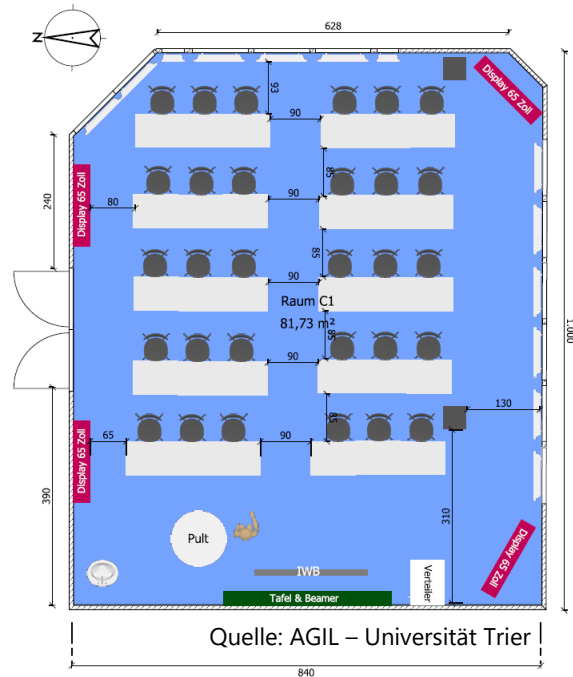 N
628
Display 65 Zoll
93
90
85
240
Display 65 Zoll
80
90
85
90
Raum C1
81,73 m²
85
1.000
90
130
85
65
90
Display 65 Zoll
390
310
Pult
IWB
Verteiler
Display 65 Zoll
Tafel & Beamer
Quelle: AGIL – Universität Trier
840